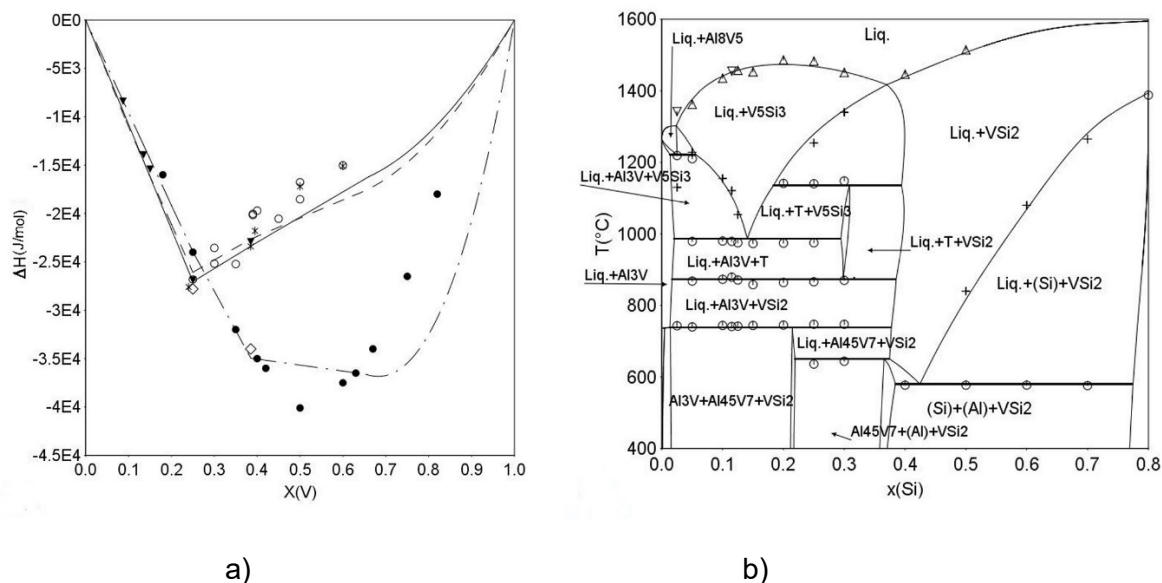 0E0
-5E3
-1E4
-1.5E4
-2E4
-2.5E4
-3E4
-3.5E4
-4E4
-4.5E4
ΔH(J/mol)
0.0 0.1 0.2 0.3 0.4 0.5 0.6 0.7 0.8 0.9 1.0
X(V)
a)
1600
1400
1200
1000
800
600
400
T(°C)
Liq.
Liq.+Al8V5
Liq.+V5Si3
Liq.+VSi2
Liq.+Al3V+V5Si3
Liq.+T+V5Si3
Liq.+T+VSi2
Liq.+Al3V+T
Liq.+Al3V
Liq.+(Si)+VSi2
Liq.+Al3V+VSi2
Liq.+Al45V7+VSi2
Al3V+Al45V7+VSi2
(Si)+(Al)+VSi2
Al45V7+(Al)+VSi2
0.0 0.1 0.2 0.3 0.4 0.5 0.6 0.7 0.8
x(Si)
b)